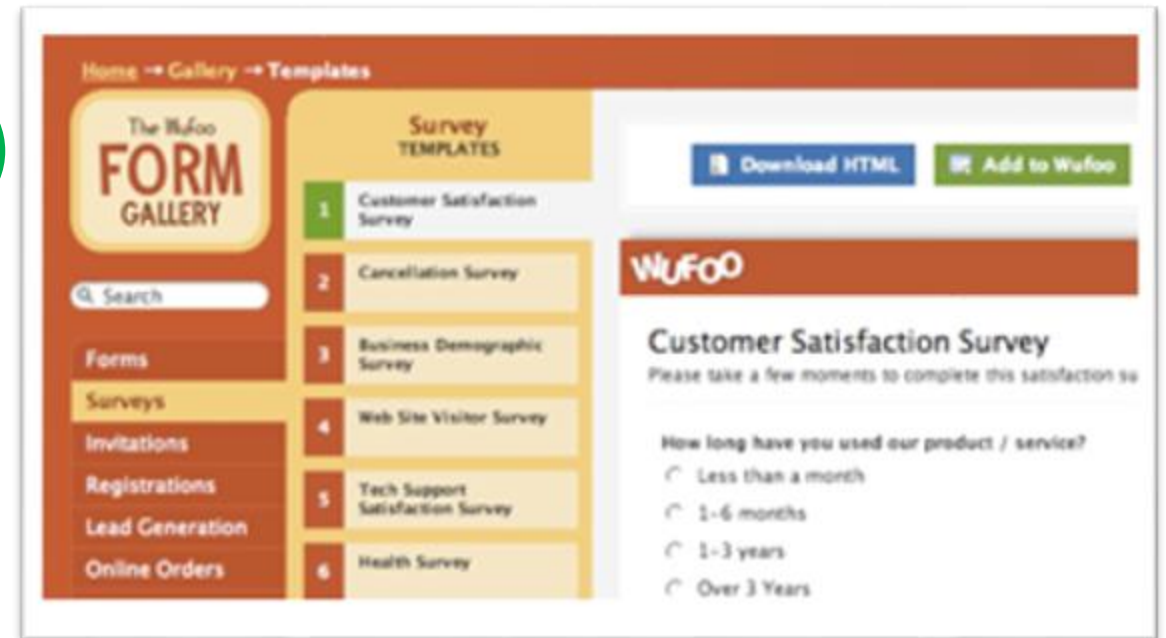 Home → Gallery → Templates
The Wufoo
FORM
GALLERY
Search
Forms
Surveys
Invitations
Registrations
Lead Generation
Online Orders
Survey
TEMPLATES
1
Customer Satisfaction
Survey
2
Cancellation Survey
3
Business Demographic
Survey
4
Web Site Visitor Survey
5
Tech Support
Satisfaction Survey
6
Health Survey
Download HTML
Add to Wufoo
WUFOO
Customer Satisfaction Survey
Please take a few moments to complete this satisfaction su
How long have you used our product / service?
Less than a month
1-6 months
1-3 years
Over 3 Years